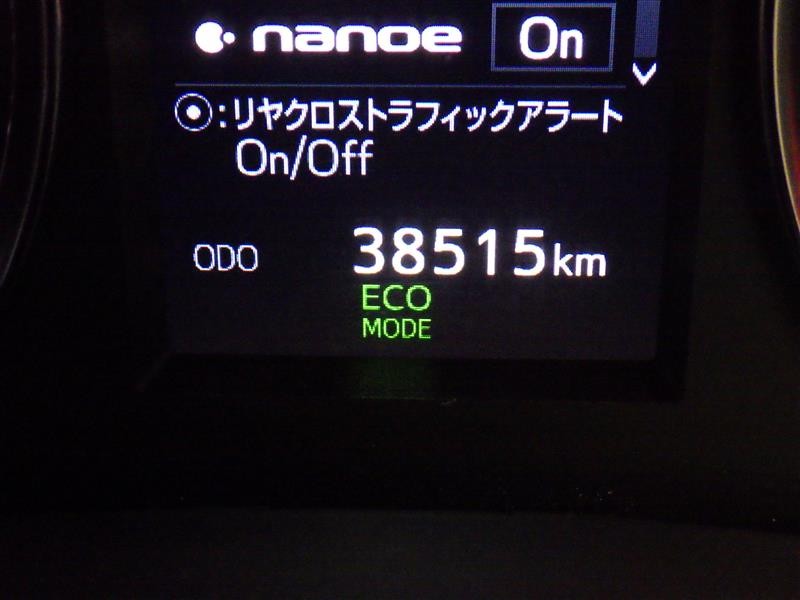 nanoe On
◉:リヤクロストラフィックアラート
On/Off
ODO 38515km
ECO
MODE